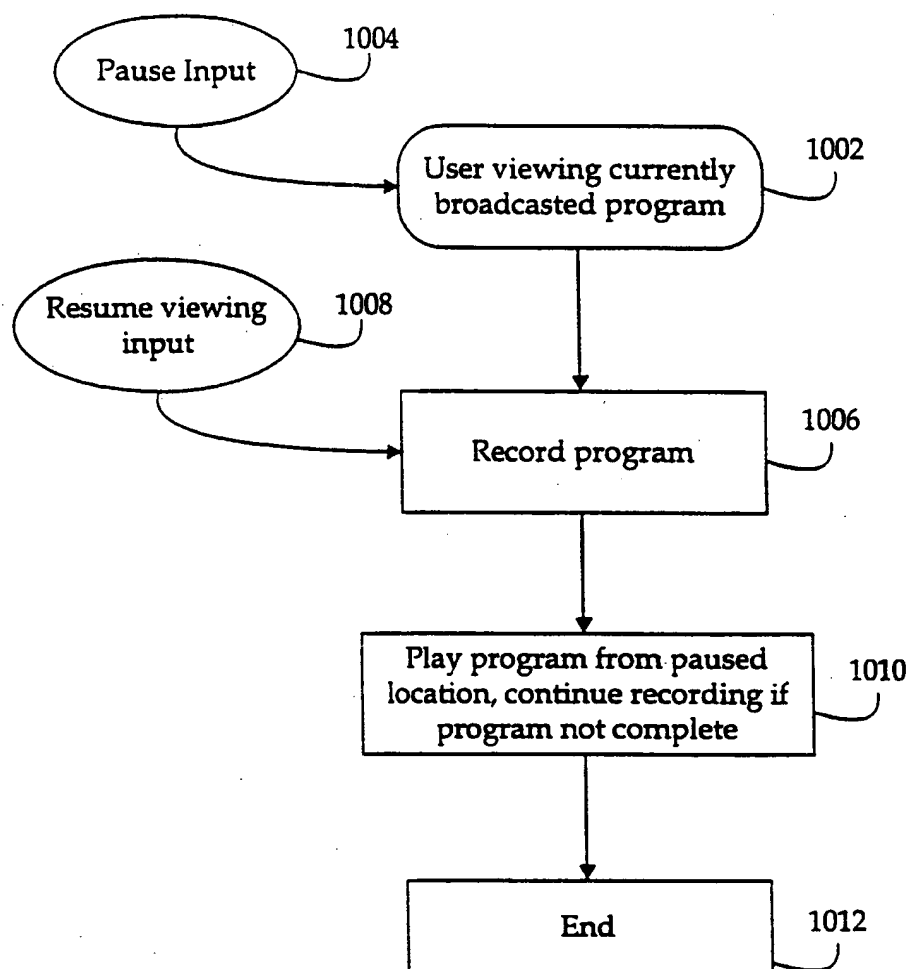 1004
Pause Input
1002
User viewing currently
broadcasted program
1008
Resume viewing
input
1006
Record program
1010
Play program from paused
location, continue recording if
program not complete
End
1012